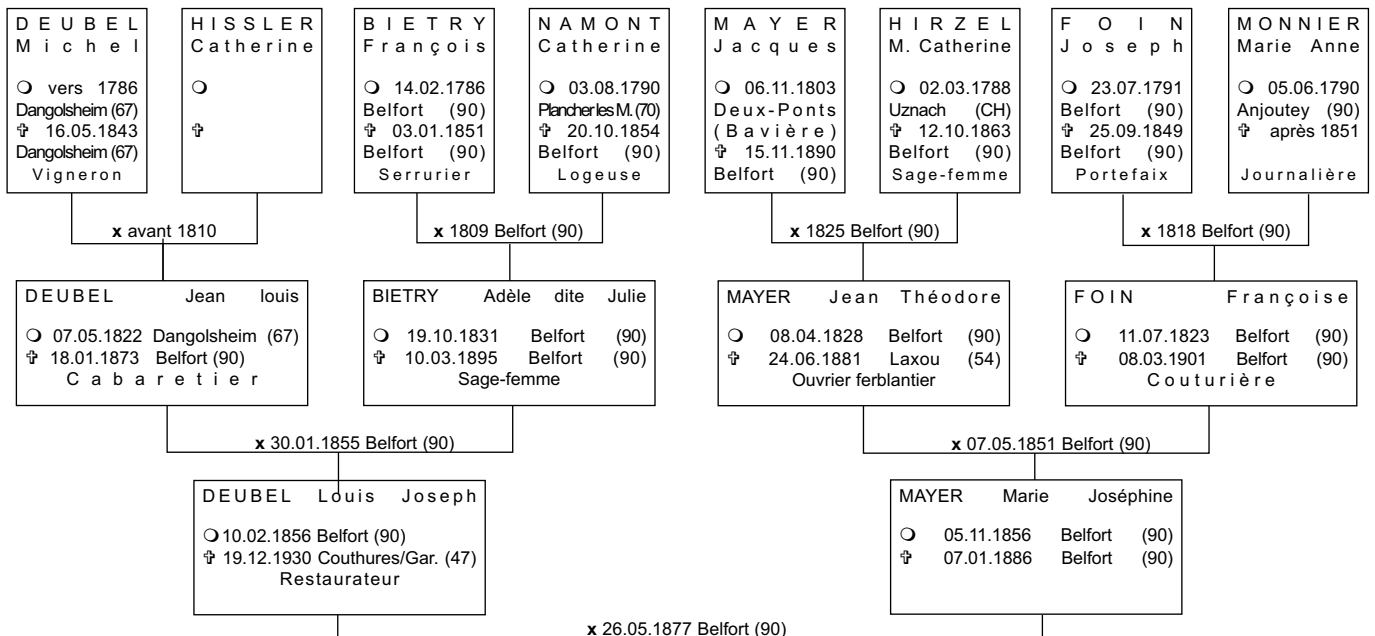 DEUBEL
Michel
❍ vers 1786
Dangolsheim (67)
✞ 16.05.1843
Dangolsheim (67)
Vigneron
HISSLER
Catherine
❍
✞
BIETRY
François
❍ 14.02.1786
Belfort (90)
✞ 03.01.1851
Belfort (90)
Serrurier
NAMONT
Catherine
❍ 03.08.1790
Plancher les M. (70)
✞ 20.10.1854
Belfort (90)
Logeuse
MAYER
Jacques
❍ 06.11.1803
Deux-Ponts
(Bavière)
✞ 15.11.1890
Belfort (90)
HIRZEL
M. Catherine
❍ 02.03.1788
Uznach (CH)
✞ 12.10.1863
Belfort (90)
Sage-femme
FOIN
Joseph
❍ 23.07.1791
Belfort (90)
✞ 25.09.1849
Belfort (90)
Portefaix
MONNIER
Marie Anne
❍ 05.06.1790
Anjoutey (90)
✞ après 1851
Journalière
x avant 1810
x 1809 Belfort (90)
x 1825 Belfort (90)
x 1818 Belfort (90)
DEUBEL Jean louis
❍ 07.05.1822 Dangolsheim (67)
✞ 18.01.1873 Belfort (90)
Cabaretier
BIETRY Adèle dite Julie
❍ 19.10.1831 Belfort (90)
✞ 10.03.1895 Belfort (90)
Sage-femme
MAYER Jean Théodore
❍ 08.04.1828 Belfort (90)
✞ 24.06.1881 Laxou (54)
Ouvrier ferblantier
FOIN Françoise
❍ 11.07.1823 Belfort (90)
✞ 08.03.1901 Belfort (90)
Couturière
x 30.01.1855 Belfort (90)
x 07.05.1851 Belfort (90)
DEUBEL Louis Joseph
❍ 10.02.1856 Belfort (90)
✞ 19.12.1930 Couthures/Gar. (47)
Restaurateur
MAYER Marie Joséphine
❍ 05.11.1856 Belfort (90)
✞ 07.01.1886 Belfort (90)
x 26.05.1877 Belfort (90)